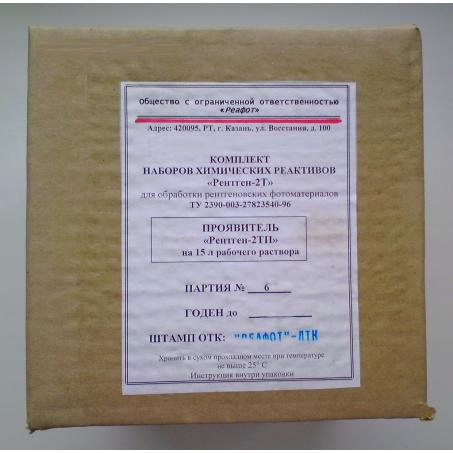 Общество с ограниченной ответственностью
«Реафот»
Адрес: 420095, РТ, г. Казань, ул. Восстания, д. 100
КОМПЛЕКТ
НАБОРОВ ХИМИЧЕСКИХ РЕАКТИВОВ
«Рентген-2Т»
для обработки рентгеновских фотоматериалов
ТУ 2390-003-27823540-96
ПРОЯВИТЕЛЬ
«Рентген-2ТП»
на 15 л рабочего раствора
ПАРТИЯ № 6
ГОДЕН до
ШТАМП ОТК: "РЕАФОТ"-ЛТК
Хранить в сухом прохладном месте при температуре
не выше 25° С
Инструкция внутри упаковки